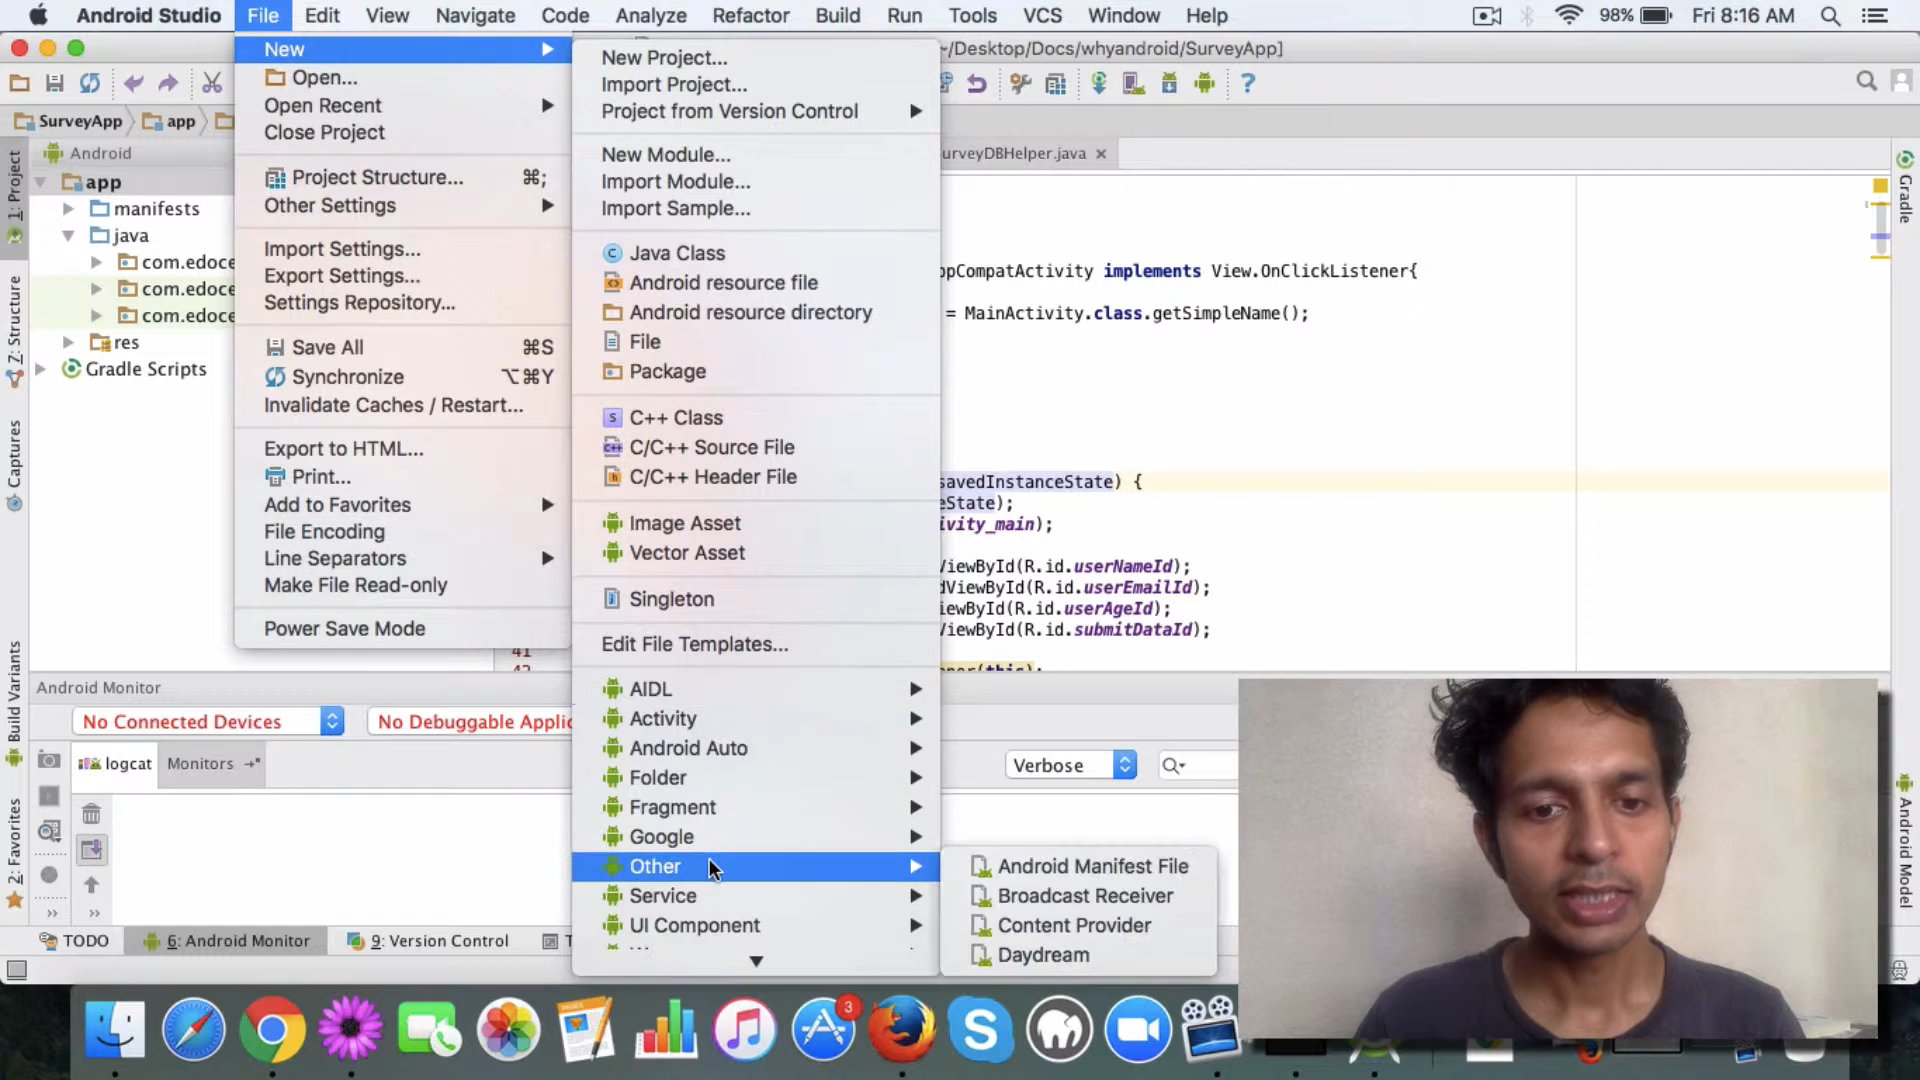 Android Studio File Edit View Navigate Code Analyze Refactor Build Run Tools VCS Window Help 98% Fri 8:16 AM
~/Desktop/Docs/whyandroid/SurveyApp]
SurveyApp app
Android
urveyDBHelper.java
New
Open...
Open Recent
Close Project
Project Structure... ⌘;
Other Settings
Import Settings...
Export Settings...
Settings Repository...
Save All ⌘S
Synchronize ⌥⌘Y
Invalidate Caches / Restart...
Export to HTML...
Print...
Add to Favorites
File Encoding
Line Separators
Make File Read-only
Power Save Mode
New Project...
Import Project...
Project from Version Control
New Module...
Import Module...
Import Sample...
Java Class
Android resource file
Android resource directory
File
Package
C++ Class
C/C++ Source File
C/C++ Header File
Image Asset
Vector Asset
Singleton
Edit File Templates...
AIDL
Activity
Android Auto
Folder
Fragment
Google
Other
Service
UI Component
Android Manifest File
Broadcast Receiver
Content Provider
Daydream
app
manifests
java
com.edoce
com.edoce
com.edoce
res
Gradle Scripts
1: Project
7: Structure
Captures
Build Variants
2: Favorites
Gradle
Android Model
ppCompatActivity implements View.OnClickListener{
= MainActivity.class.getSimpleName();
savedInstanceState) {
eState);
ivity_main);
ViewById(R.id.userNameId);
dViewById(R.id.userEmailId);
iewById(R.id.userAgeId);
ViewById(R.id.submitDataId);
ner(this);
41
42
Android Monitor
No Connected Devices
No Debuggable Applic
logcat Monitors
Verbose
TODO 6: Android Monitor 9: Version Control
3